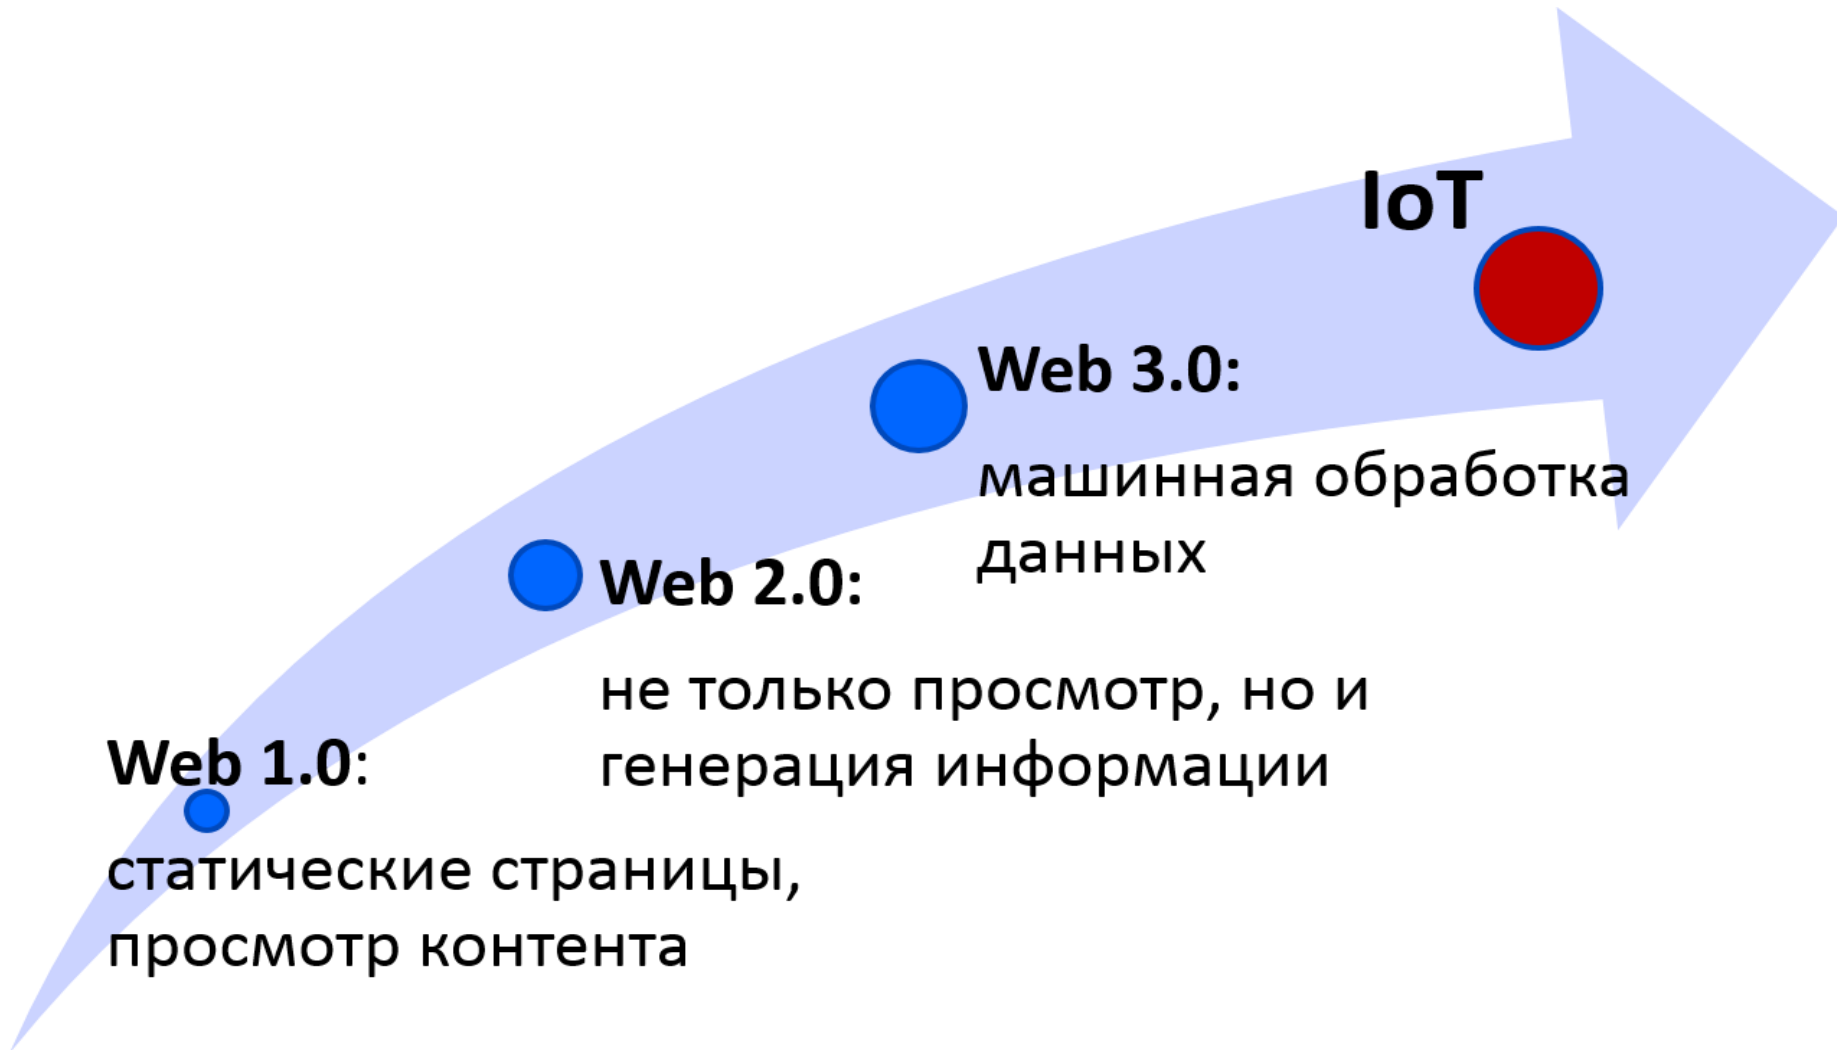 IoT
Web 3.0:
машинная обработка
данных
Web 2.0:
не только просмотр, но и
генерация информации
Web 1.0:
статические страницы,
просмотр контента